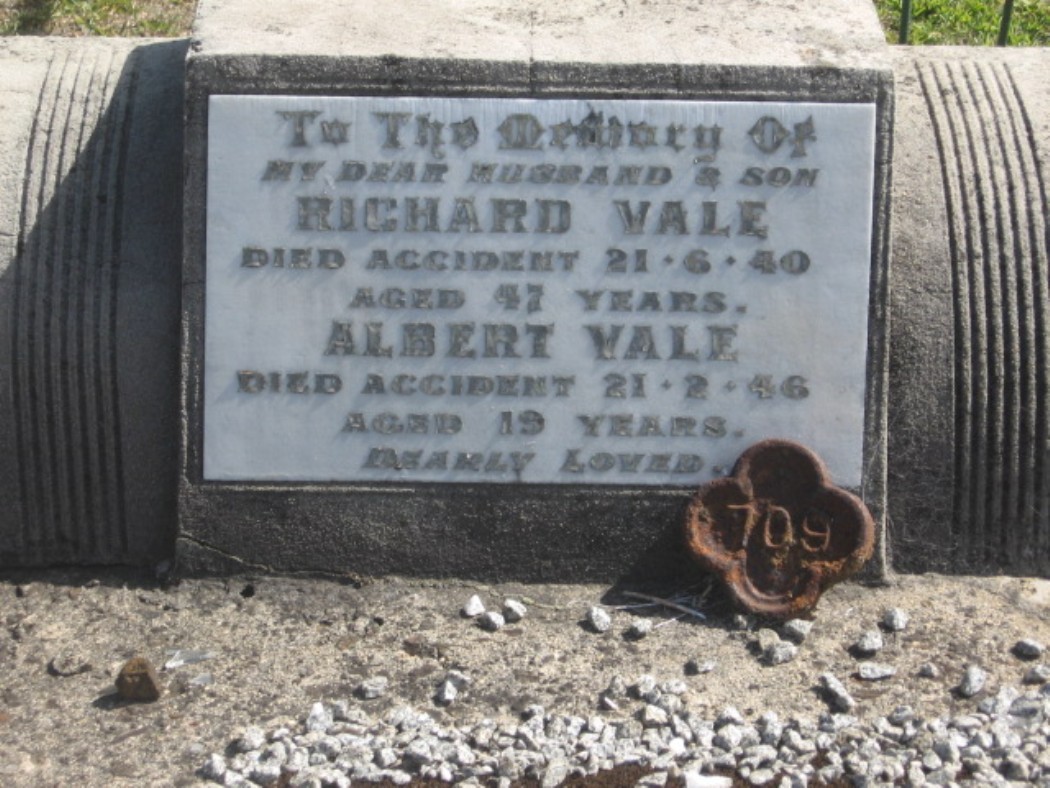 To The Memory Of
MY DEAR HUSBAND & SON
RICHARD VALE
DIED ACCIDENT 21·6·40
AGED 47 YEARS.
ALBERT VALE
DIED ACCIDENT 21·2·46
AGED 19 YEARS.
DEARLY LOVED.
709